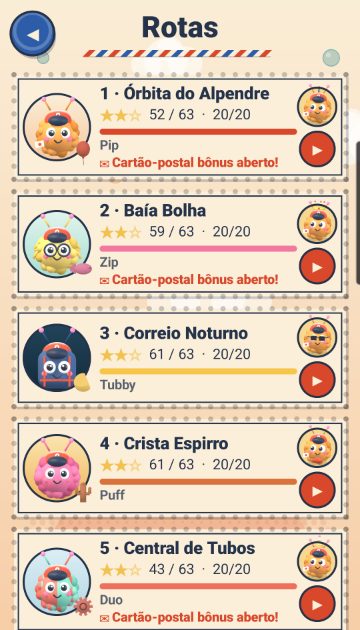 Rotas
1 · Órbita do Alpendre
★★☆ 52 / 63 · 20/20
Pip
✉ Cartão-postal bônus aberto!
2 · Baía Bolha
★★☆ 59 / 63 · 20/20
Zip
✉ Cartão-postal bônus aberto!
3 · Correio Noturno
★★☆ 61 / 63 · 20/20
Tubby
4 · Crista Espirro
★★☆ 61 / 63 · 20/20
Puff
5 · Central de Tubos
★★☆ 43 / 63 · 20/20
Duo
✉ Cartão-postal bônus aberto!